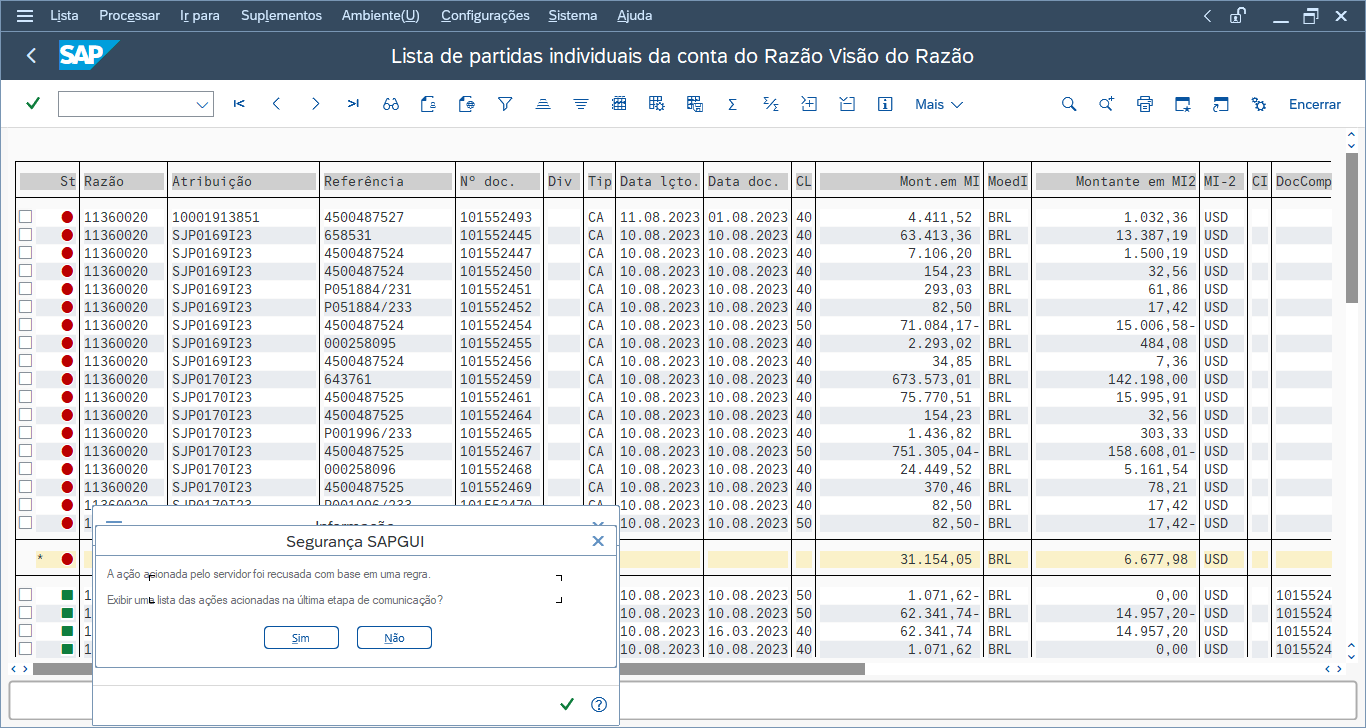 Lista Processar Ir para Suplementos Ambiente(U) Configurações Sistema Ajuda
SAP Lista de partidas individuais da conta do Razão Visão do Razão
Mais Encerrar
St Razão Atribuição Referência Nº doc. Div Tip Data lçto. Data doc. CL Mont.em MI MoedI Montante em MI2 MI-2 CI DocComp
11360020 10001913851 4500487527 101552493 CA 11.08.2023 01.08.2023 40 4.411,52 BRL 1.032,36 USD
11360020 SJP0169I23 658531 101552445 CA 10.08.2023 10.08.2023 40 63.413,36 BRL 13.387,19 USD
11360020 SJP0169I23 4500487524 101552447 CA 10.08.2023 10.08.2023 40 7.106,20 BRL 1.500,19 USD
11360020 SJP0169I23 4500487524 101552450 CA 10.08.2023 10.08.2023 40 154,23 BRL 32,56 USD
11360020 SJP0169I23 P051884/231 101552451 CA 10.08.2023 10.08.2023 40 293,03 BRL 61,86 USD
11360020 SJP0169I23 P051884/233 101552452 CA 10.08.2023 10.08.2023 40 82,50 BRL 17,42 USD
11360020 SJP0169I23 4500487524 101552454 CA 10.08.2023 10.08.2023 50 71.084,17- BRL 15.006,58- USD
11360020 SJP0169I23 000258095 101552455 CA 10.08.2023 10.08.2023 40 2.293,02 BRL 484,08 USD
11360020 SJP0169I23 4500487524 101552456 CA 10.08.2023 10.08.2023 40 34,85 BRL 7,36 USD
11360020 SJP0170I23 643761 101552459 CA 10.08.2023 10.08.2023 40 673.573,01 BRL 142.198,00 USD
11360020 SJP0170I23 4500487525 101552461 CA 10.08.2023 10.08.2023 40 75.770,51 BRL 15.995,91 USD
11360020 SJP0170I23 4500487525 101552464 CA 10.08.2023 10.08.2023 40 154,23 BRL 32,56 USD
11360020 SJP0170I23 P001996/233 101552465 CA 10.08.2023 10.08.2023 40 1.436,82 BRL 303,33 USD
11360020 SJP0170I23 4500487525 101552467 CA 10.08.2023 10.08.2023 50 751.305,04- BRL 158.608,01- USD
11360020 SJP0170I23 000258096 101552468 CA 10.08.2023 10.08.2023 40 24.449,52 BRL 5.161,54 USD
11360020 SJP0170I23 4500487525 101552469 CA 10.08.2023 10.08.2023 40 370,46 BRL 78,21 USD
11360020 SJP0170I23 P001996/233 101552470 CA 10.08.2023 10.08.2023 40 82,50 BRL 17,42 USD
1 10.08.2023 10.08.2023 50 82,50- BRL 17,42- USD
* 31.154,05 BRL 6.677,98 USD
1 10.08.2023 10.08.2023 50 1.071,62- BRL 0,00 USD 1015524
1 10.08.2023 10.08.2023 50 62.341,74- BRL 14.957,20- USD 1015524
1 10.08.2023 16.03.2023 40 62.341,74 BRL 14.957,20 USD 1015524
1 10.08.2023 10.08.2023 40 1.071,62 BRL 0,00 USD 1015524
Informação
Segurança SAPGUI
A ação acionada pelo servidor foi recusada com base em uma regra.
Exibir uma lista das ações acionadas na última etapa de comunicação?
Sim Não